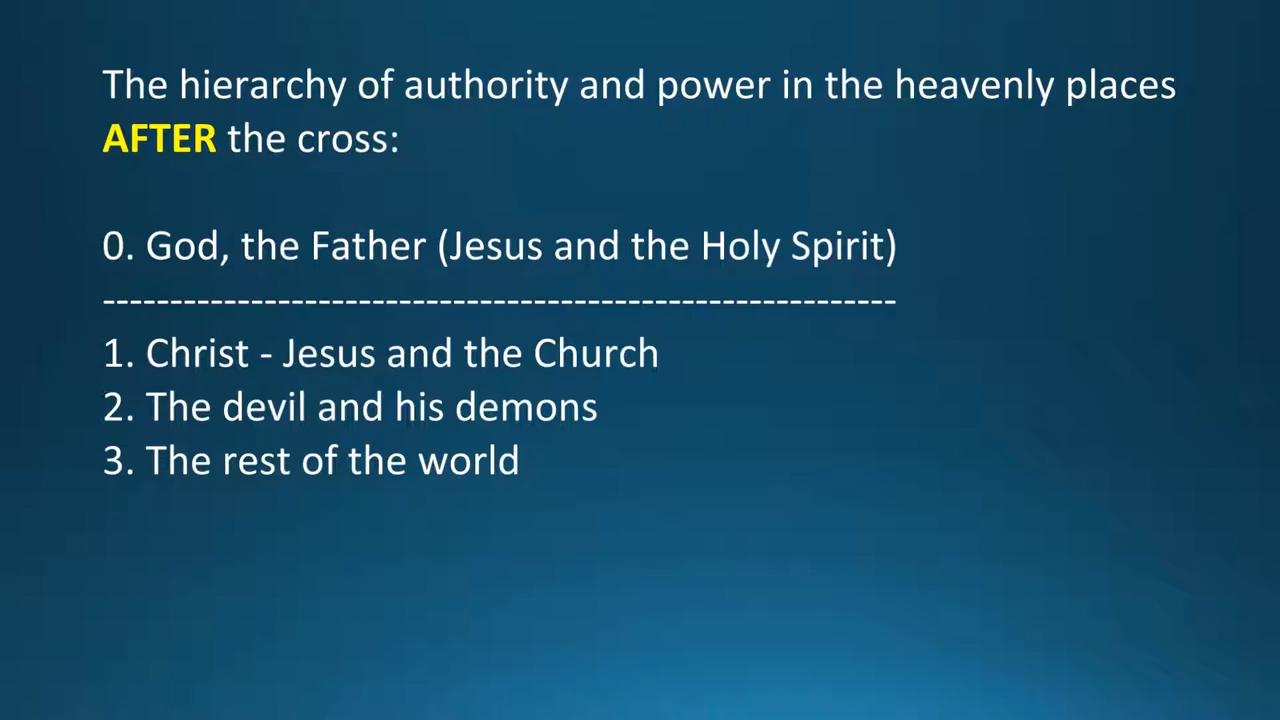 The hierarchy of authority and power in the heavenly places
AFTER the cross:
0. God, the Father (Jesus and the Holy Spirit)
-----------------------------------------------------------
1. Christ - Jesus and the Church
2. The devil and his demons
3. The rest of the world